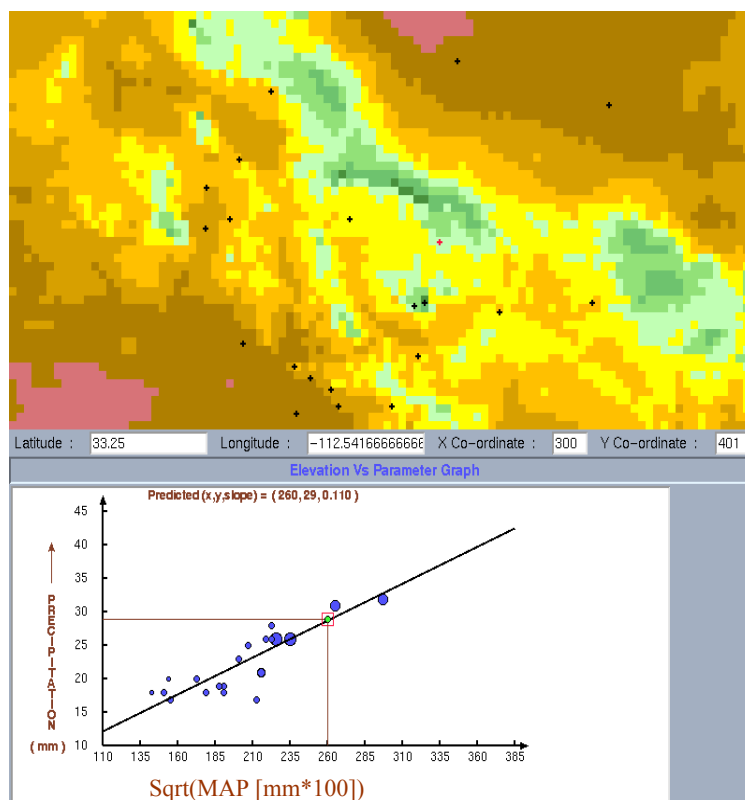 Latitude : 33.25 Longitude : -112.54166666666 X Co-ordinate : 300 Y Co-ordinate : 401
Elevation Vs Parameter Graph
Predicted (x,y,slope) = ( 260, 29, 0.110 )
45
40
35
30
25
20
15
10
PRECIPITATION
(mm)
110 135 160 185 210 235 260 285 310 335 360 385
Sqrt(MAP [mm*100])